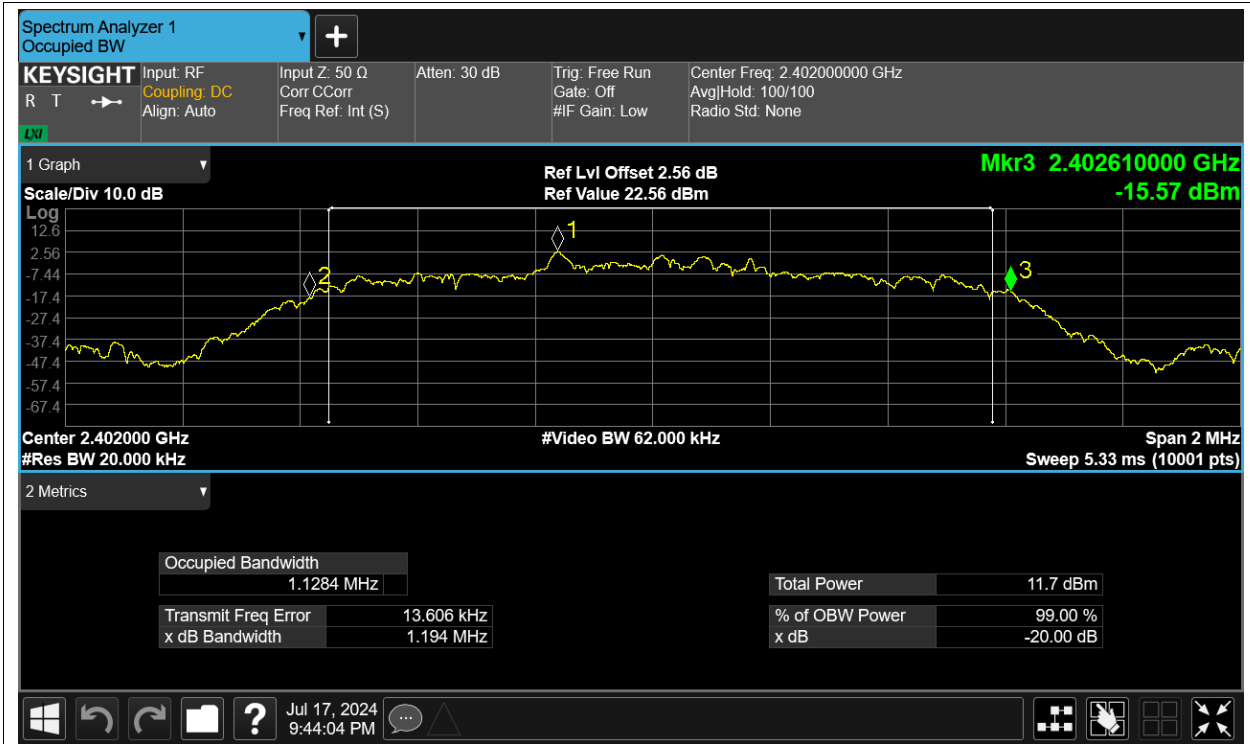 Spectrum Analyzer 1
Occupied BW
KEYSIGHT
R T
LXI
Input: RF
Coupling: DC
Align: Auto
Input Z: 50 Ω
Corr CCorr
Freq Ref: Int (S)
Atten: 30 dB
Trig: Free Run
Gate: Off
#IF Gain: Low
Center Freq: 2.402000000 GHz
Avg|Hold: 100/100
Radio Std: None
1 Graph
Scale/Div 10.0 dB
Ref Lvl Offset 2.56 dB
Ref Value 22.56 dBm
Mkr3 2.402610000 GHz
-15.57 dBm
Log
12.6
2.56
-7.44
-17.4
-27.4
-37.4
-47.4
-57.4
-67.4
1
2
3
Center 2.402000 GHz
#Res BW 20.000 kHz
#Video BW 62.000 kHz
Span 2 MHz
Sweep 5.33 ms (10001 pts)
2 Metrics
Occupied Bandwidth
1.1284 MHz
Transmit Freq Error 13.606 kHz
x dB Bandwidth 1.194 MHz
Total Power 11.7 dBm
% of OBW Power 99.00 %
x dB -20.00 dB
?
Jul 17, 2024
9:44:04 PM